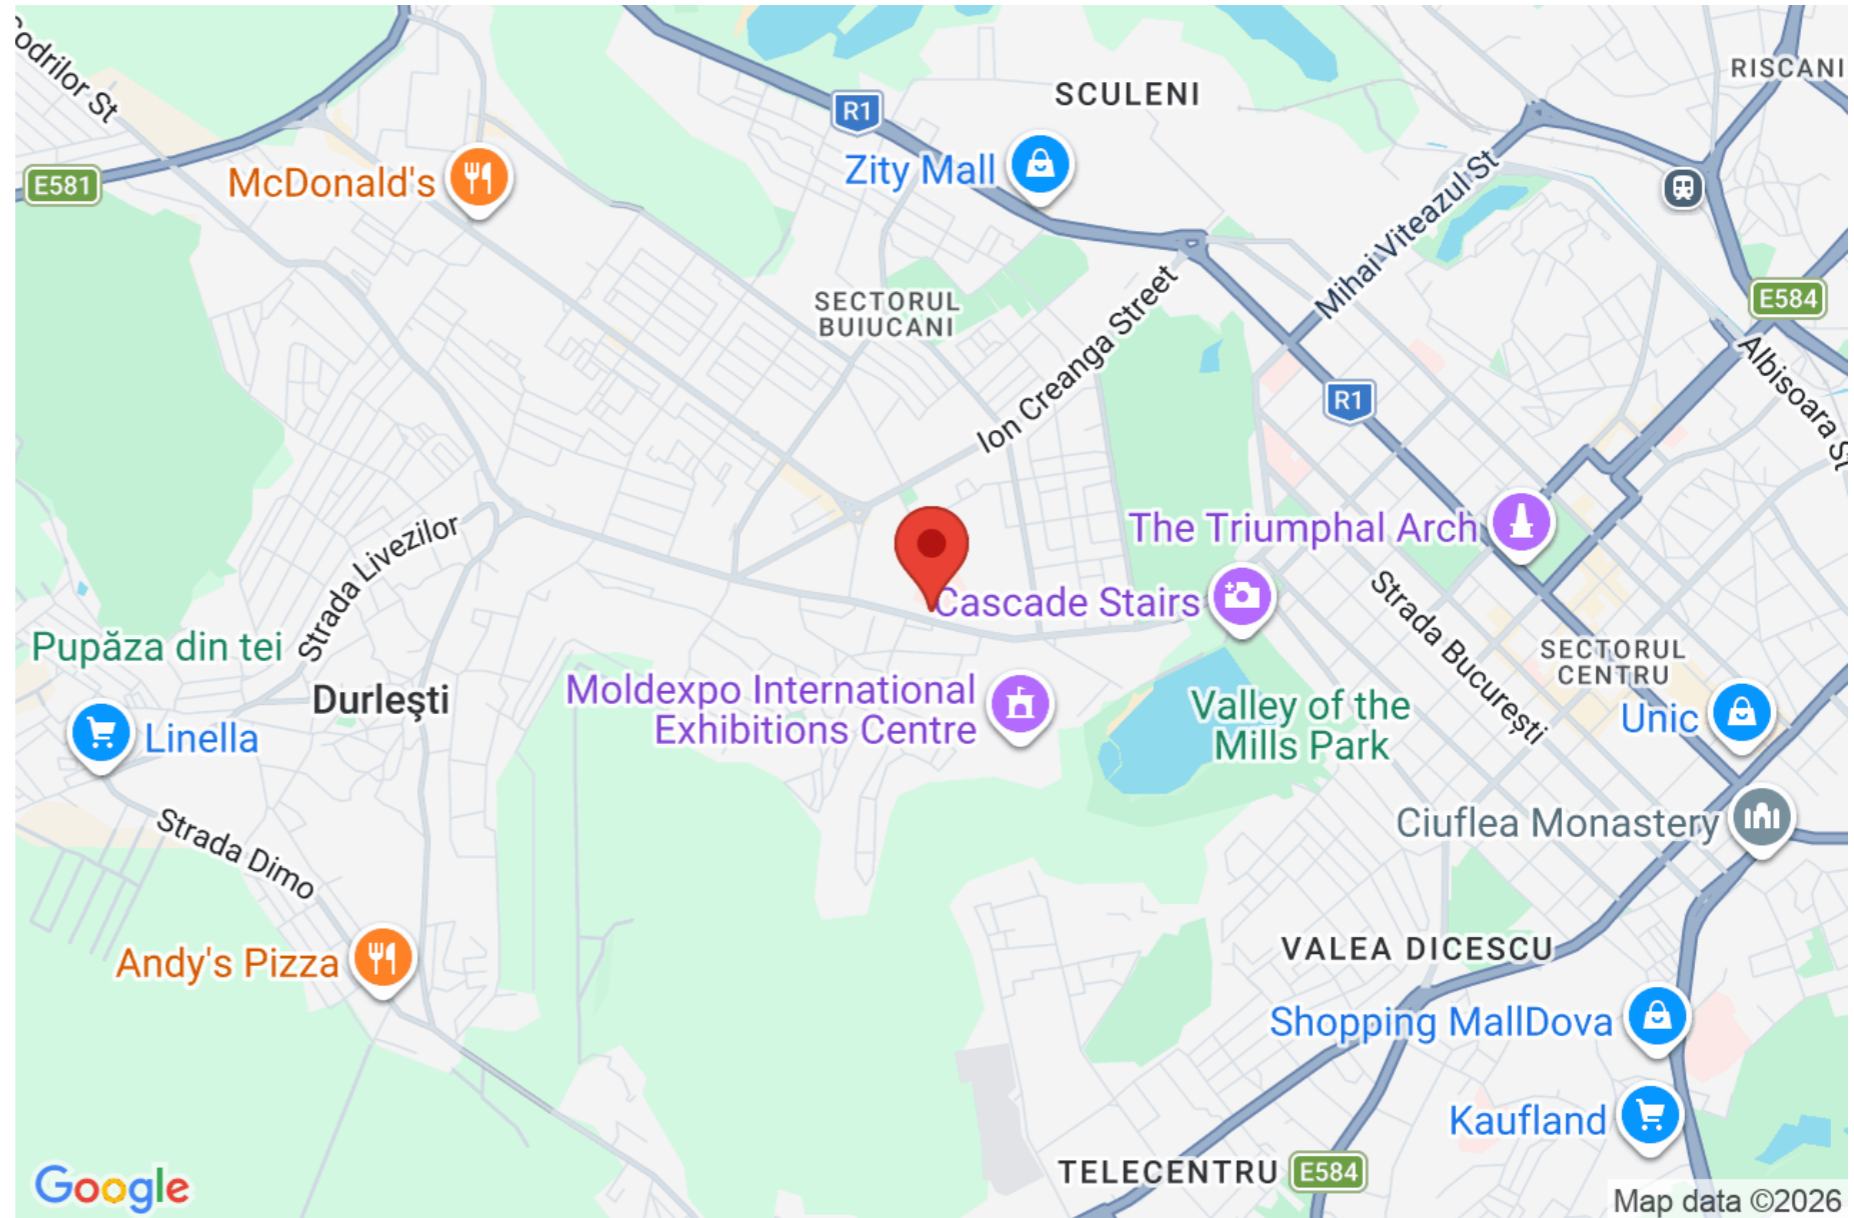 Codrilor St
E581
McDonald's
R1
SCULENI
Zity Mall
RISCANI
Mihai Viteazul St
E584
SECTORUL
BUIUCANI
Ion Creanga Street
R1
Albisoara St
The Triumphal Arch
Strada Livezilor
Cascade Stairs
Strada București
Pupăza din tei
SECTORUL
CENTRU
Durleşti
Moldexpo International
Exhibitions Centre
Valley of the
Mills Park
Unic
Linella
Strada Dimo
Ciuflea Monastery
Andy's Pizza
VALEA DICESCU
Shopping MallDova
Kaufland
TELECENTRU
E584
Google
Map data ©2026